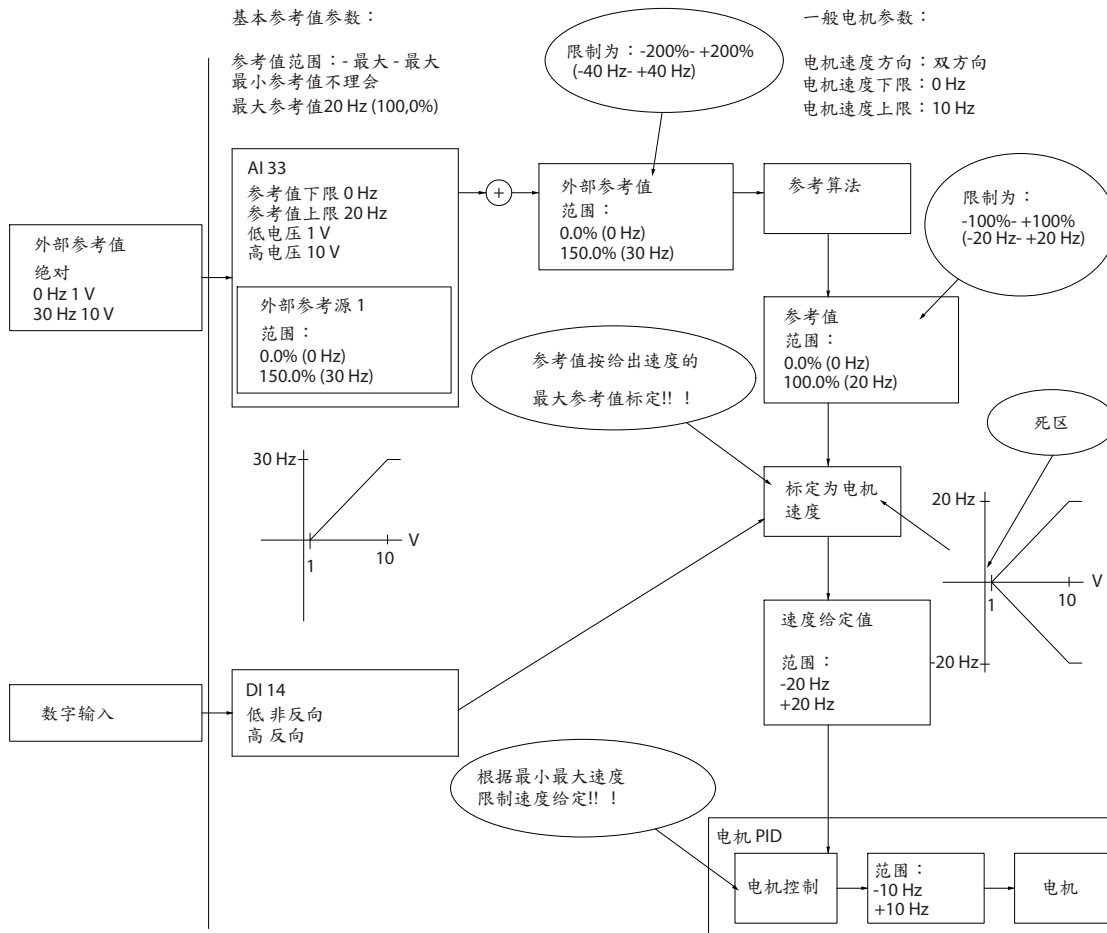 基本参考值参数：
参考值范围：- 最大 - 最大
最小参考值不理会
最大参考值20 Hz (100,0%)
限制为：-200%- +200%
(-40 Hz- +40 Hz)
一般电机参数：
电机速度方向：双方向
电机速度下限：0 Hz
电机速度上限：10 Hz
外部参考值
绝对
0 Hz 1 V
30 Hz 10 V
AI 33
参考值下限 0 Hz
参考值上限 20 Hz
低电压 1 V
高电压 10 V
外部参考源 1
范围：
0.0% (0 Hz)
150.0% (30 Hz)
+
外部参考值
范围：
0.0% (0 Hz)
150.0% (30 Hz)
参考算法
限制为：
-100%- +100%
(-20 Hz- +20 Hz)
参考值
范围：
0.0% (0 Hz)
100.0% (20 Hz)
参考值按给出速度的
最大参考值标定!! !
死区
30 Hz
1
10
V
标定为电机
速度
20 Hz
V
1
10
-20 Hz
速度给定值
范围：
-20 Hz
+20 Hz
数字输入
DI 14
低 非反向
高 反向
根据最小最大速度
限制速度给定!! !
电机 PID
电机控制
范围：
-10 Hz
+10 Hz
电机